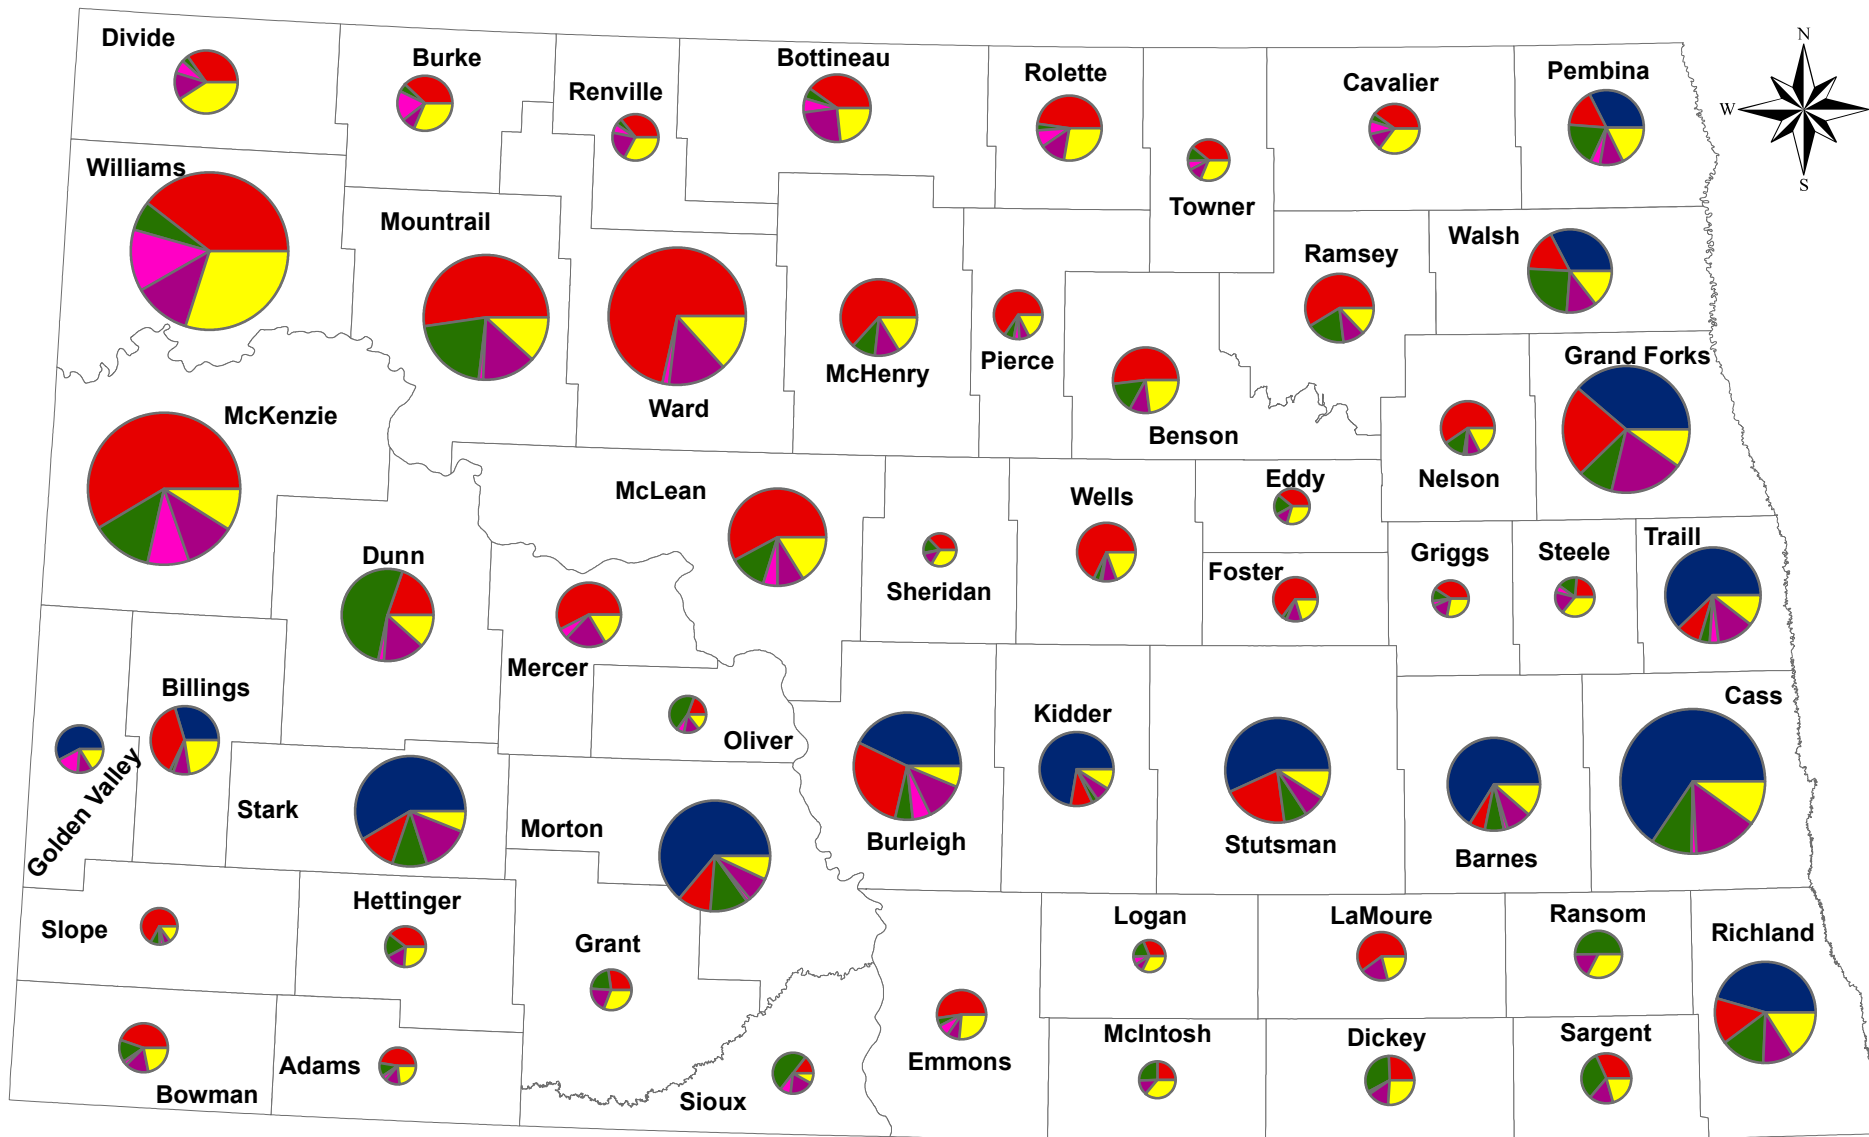 N
W
S
Divide
Burke
Renville
Bottineau
Rolette
Cavalier
Pembina
Williams
Mountrail
Towner
Walsh
Ramsey
McKenzie
Ward
McHenry
Pierce
Benson
Grand Forks
Nelson
McLean
Sheridan
Wells
Eddy
Foster
Griggs
Steele
Traill
Dunn
Mercer
Oliver
Billings
Golden Valley
Stark
Morton
Burleigh
Kidder
Stutsman
Barnes
Cass
Slope
Hettinger
Grant
Logan
LaMoure
Ransom
Richland
Bowman
Adams
Sioux
Emmons
McIntosh
Dickey
Sargent